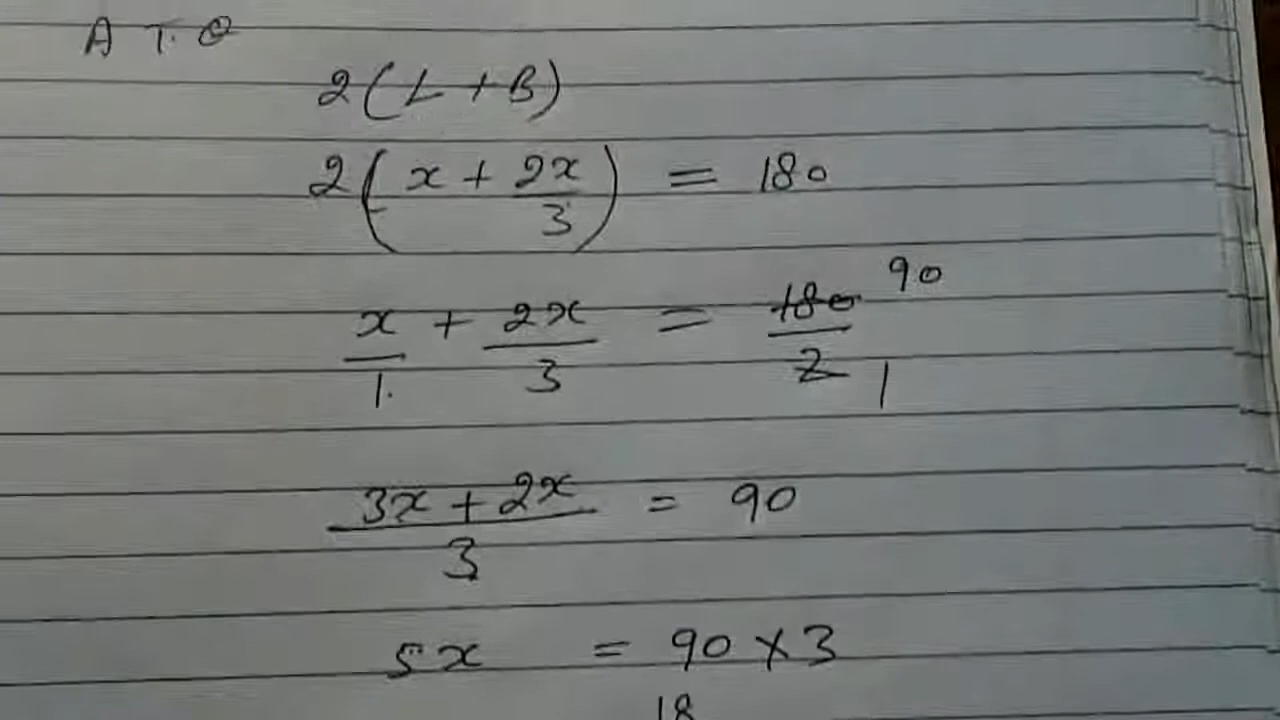 A T. Q
2(L+B)
2(x + 2x/3) = 180
x/1. + 2x/3 = 180/2 90 1
3x + 2x / 3 = 90
5x = 90 × 3
18